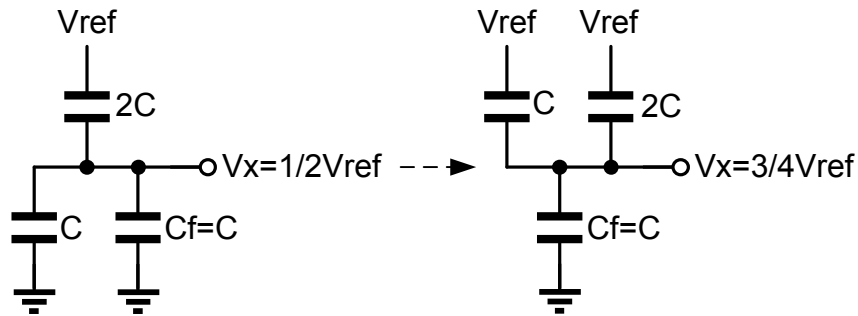 Vref
2C
Vx=1/2Vref
C
Cf=C
Vref
Vref
C
2C
Vx=3/4Vref
Cf=C